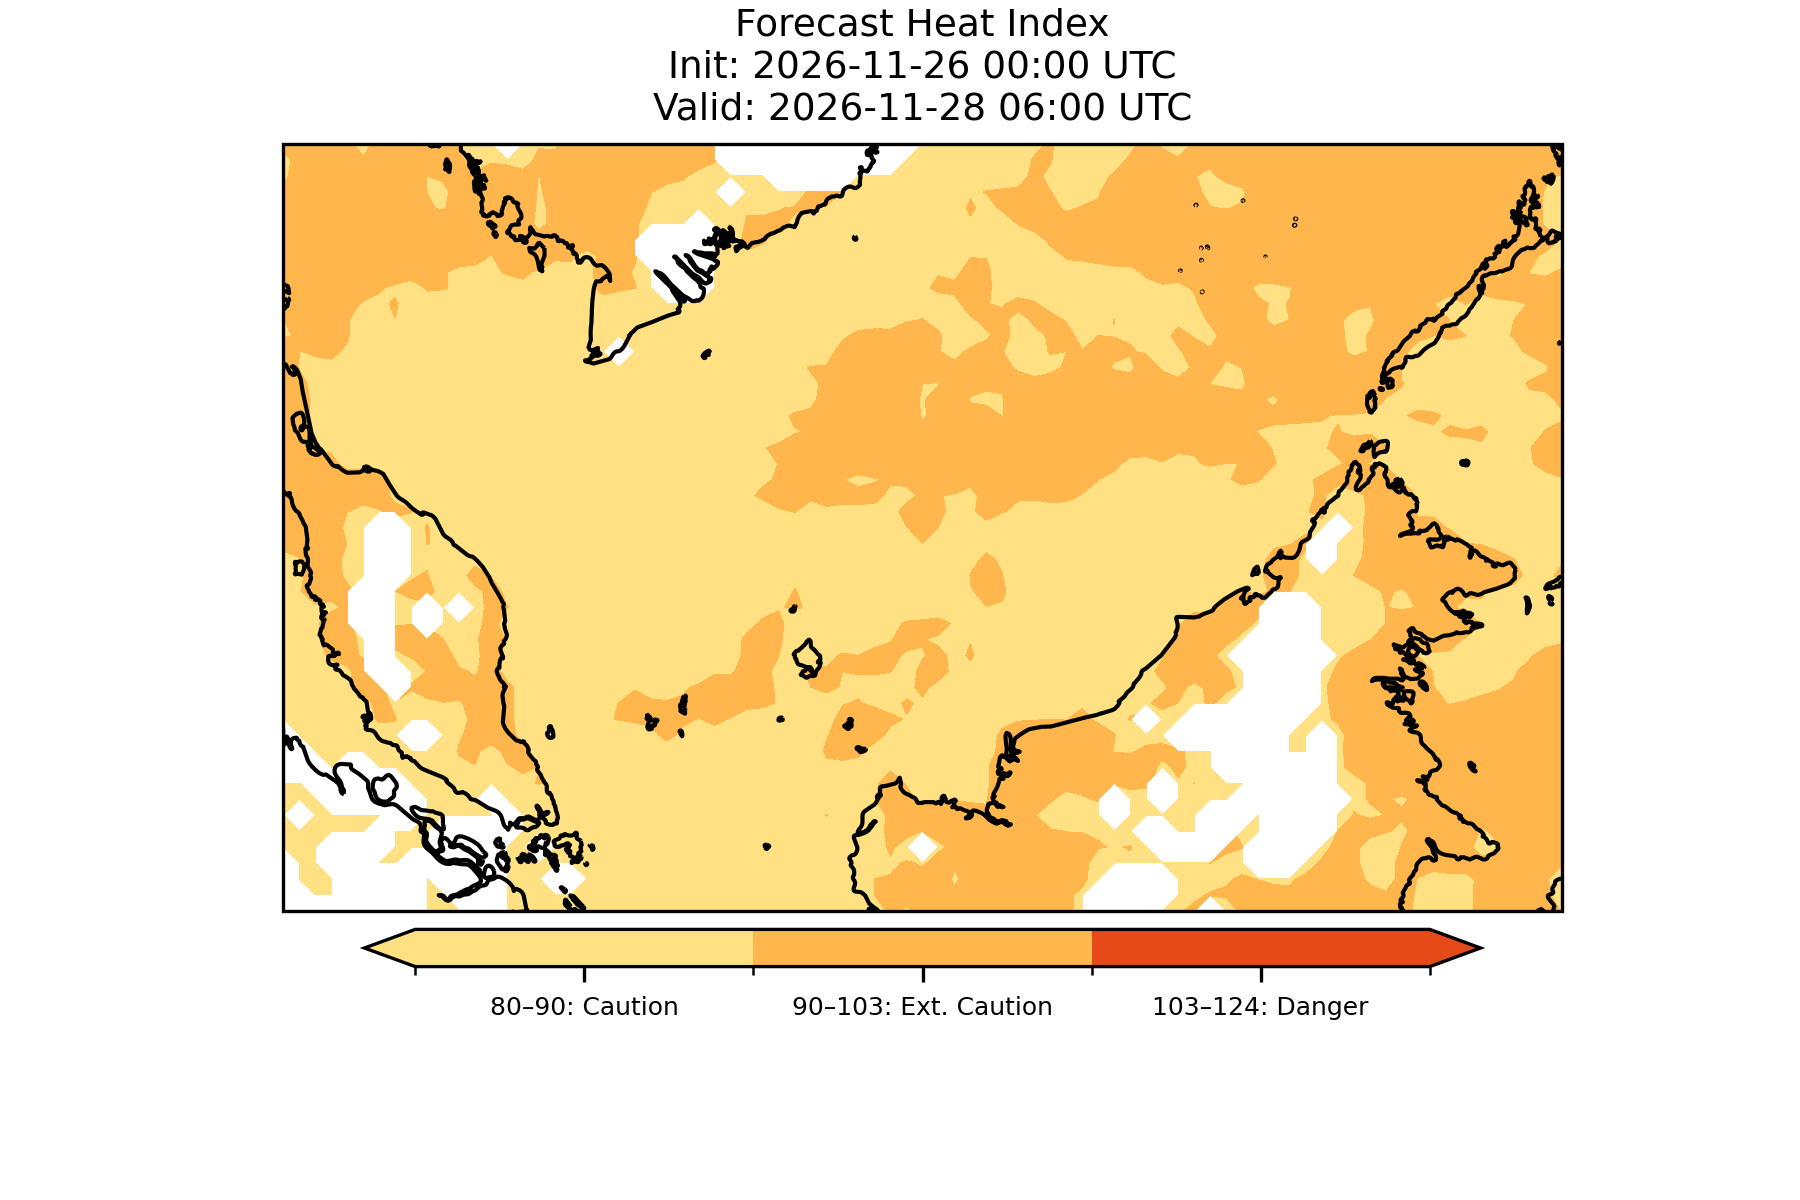 Forecast Heat Index
Init: 2026-11-26 00:00 UTC
Valid: 2026-11-28 06:00 UTC
80–90: Caution
90–103: Ext. Caution
103–124: Danger